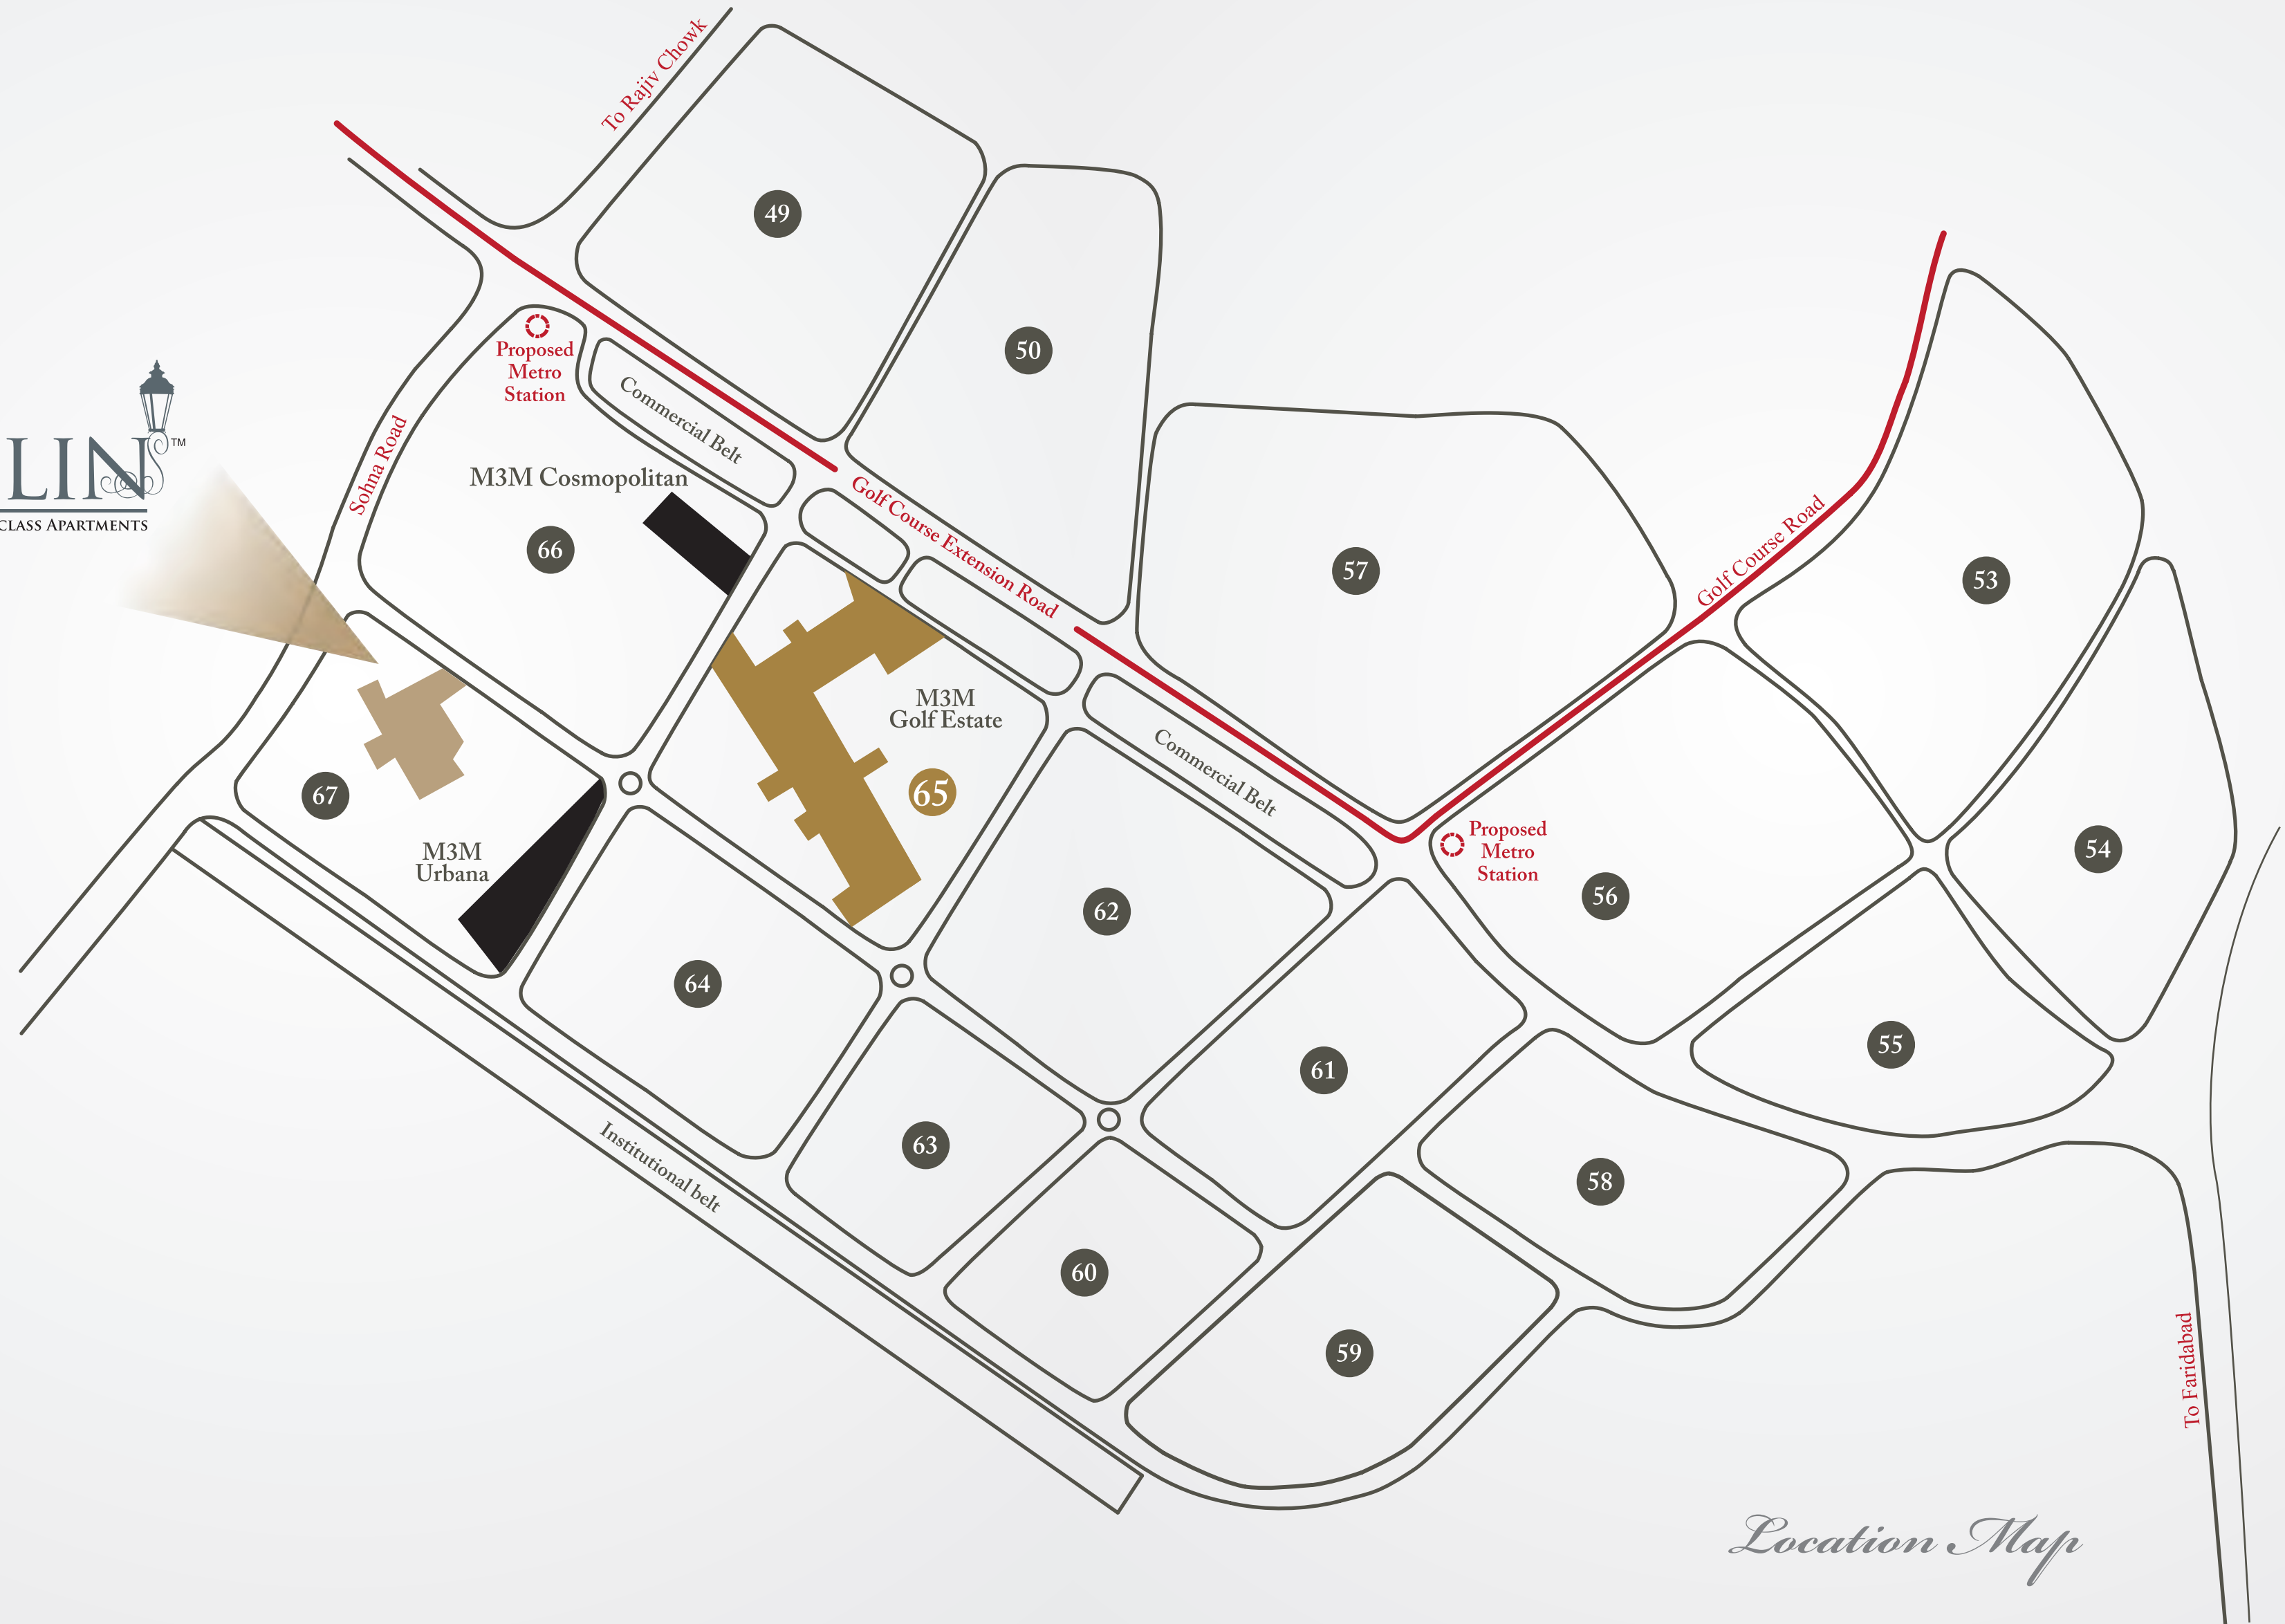 To Rajiv Chowk
49
50
Proposed
Metro
Station
Commercial Belt
LINS™
CLASS APARTMENTS
Sohna Road
M3M Cosmopolitan
66
Golf Course Extension Road
57
Golf Course Road
53
M3M
Golf Estate
65
Commercial Belt
67
M3M
Urbana
Proposed
Metro
Station
54
56
62
64
55
61
63
Institutional belt
58
60
59
To Faridabad
Location Map